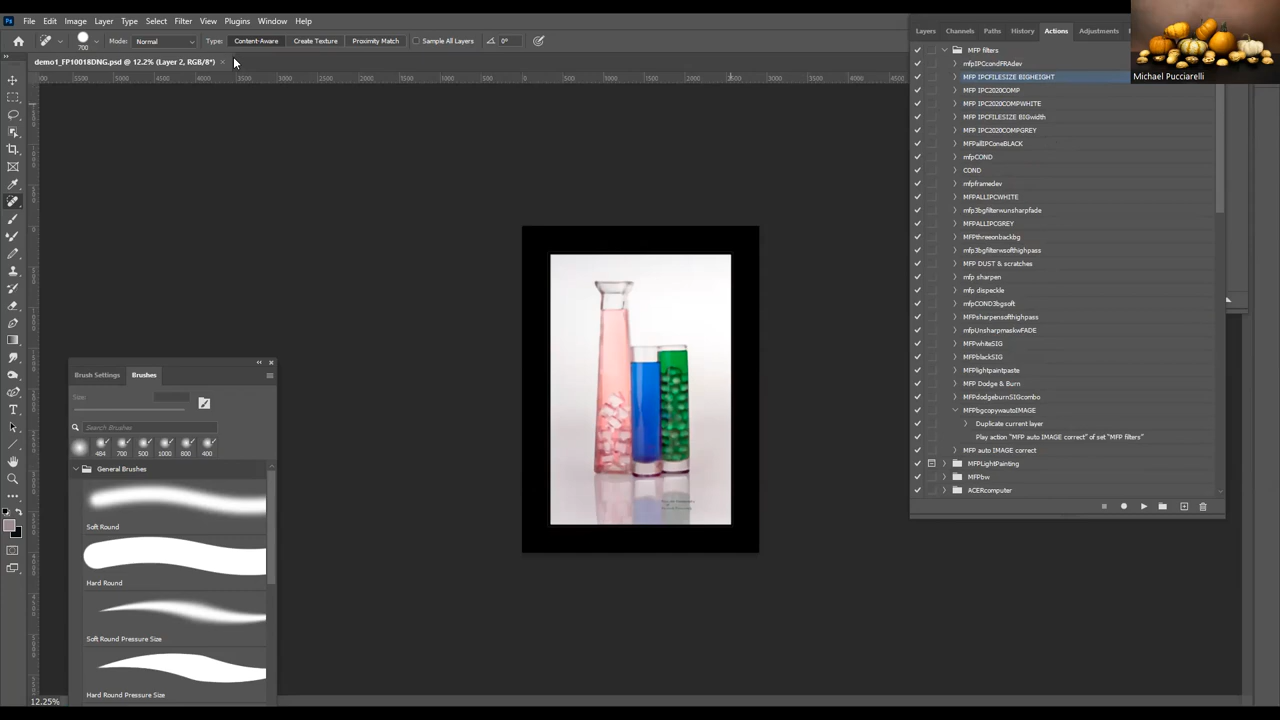 Ps File Edit Image Layer Type Select Filter View Plugins Window Help
700 Mode: Normal Type: Content-Aware Create Texture Proximity Match Sample All Layers 0°
demo1_FP10018DNG.psd @ 12.2% (Layer 2, RGB/8*) ×
Layers Channels Paths History Actions Adjustments
Michael Pucciarelli
MFP filters
mfpIPCcondFRAdev
MFP IPCFILESIZE BIGHEIGHT
MFP IPC2020COMP
MFP IPC2020COMPWHITE
MFP IPCFILESIZE BIGwidth
MFP IPC2020COMPGREY
MFPallIPConeBLACK
mfpCOND
COND
mfpframedev
MFPALLIPCWHITE
mfp3bgfilterwunsharpfade
MFPALLIPCGREY
MFPthreeonbackbg
mfp3bgfilterwsofthighpass
MFP DUST & scratches
mfp sharpen
mfp dispeckle
mfpCOND3bgsoft
MFPsharpensofthighpass
mfpUnsharpmaskwFADE
MFPwhiteSIG
MFPblackSIG
MFPlightpaintpaste
MFP Dodge & Burn
MFPdodgeburnSIGcombo
MFPbgcopywautoIMAGE
Duplicate current layer
Play action "MFP auto IMAGE correct" of set "MFP filters"
MFP auto IMAGE correct
MFPLightPainting
MFPbw
ACERcomputer
Brush Settings Brushes
Size:
Search Brushes
484 700 500 1000 800 400
General Brushes
Soft Round
Hard Round
Soft Round Pressure Size
Hard Round Pressure Size
12.25%